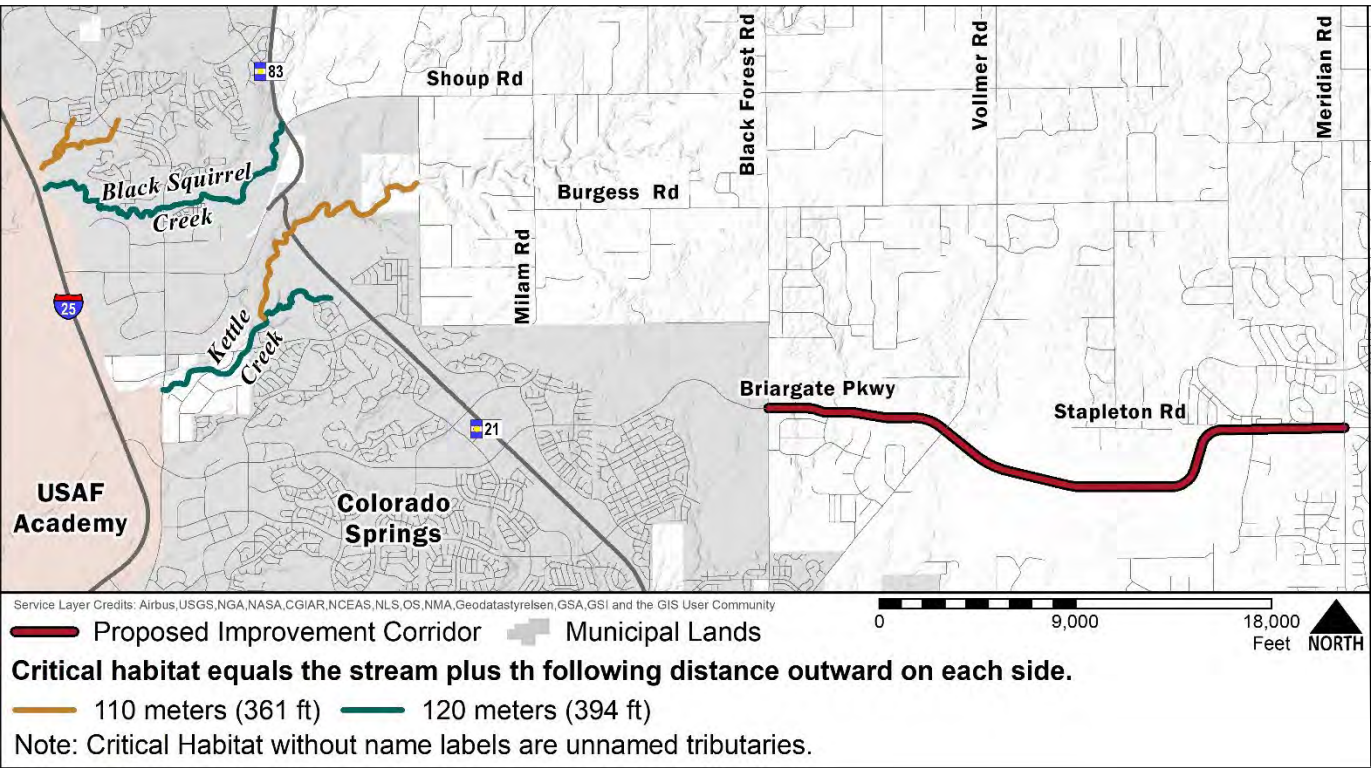 83
Shoup Rd
Black Forest Rd
Vollmer Rd
Meridian Rd
Black Squirrel
Creek
Burgess Rd
Milam Rd
25
Kettle
Creek
Briargate Pkwy
Stapleton Rd
21
USAF
Academy
Colorado
Springs
Service Layer Credits: Airbus,USGS,NGA,NASA,CGIAR,NCEAS,NLS,OS,NMA,Geodatastyrelsen,GSA,GSI and the GIS User Community
0 9,000 18,000
Feet
NORTH
Proposed Improvement Corridor Municipal Lands
Critical habitat equals the stream plus th following distance outward on each side.
110 meters (361 ft) 120 meters (394 ft)
Note: Critical Habitat without name labels are unnamed tributaries.